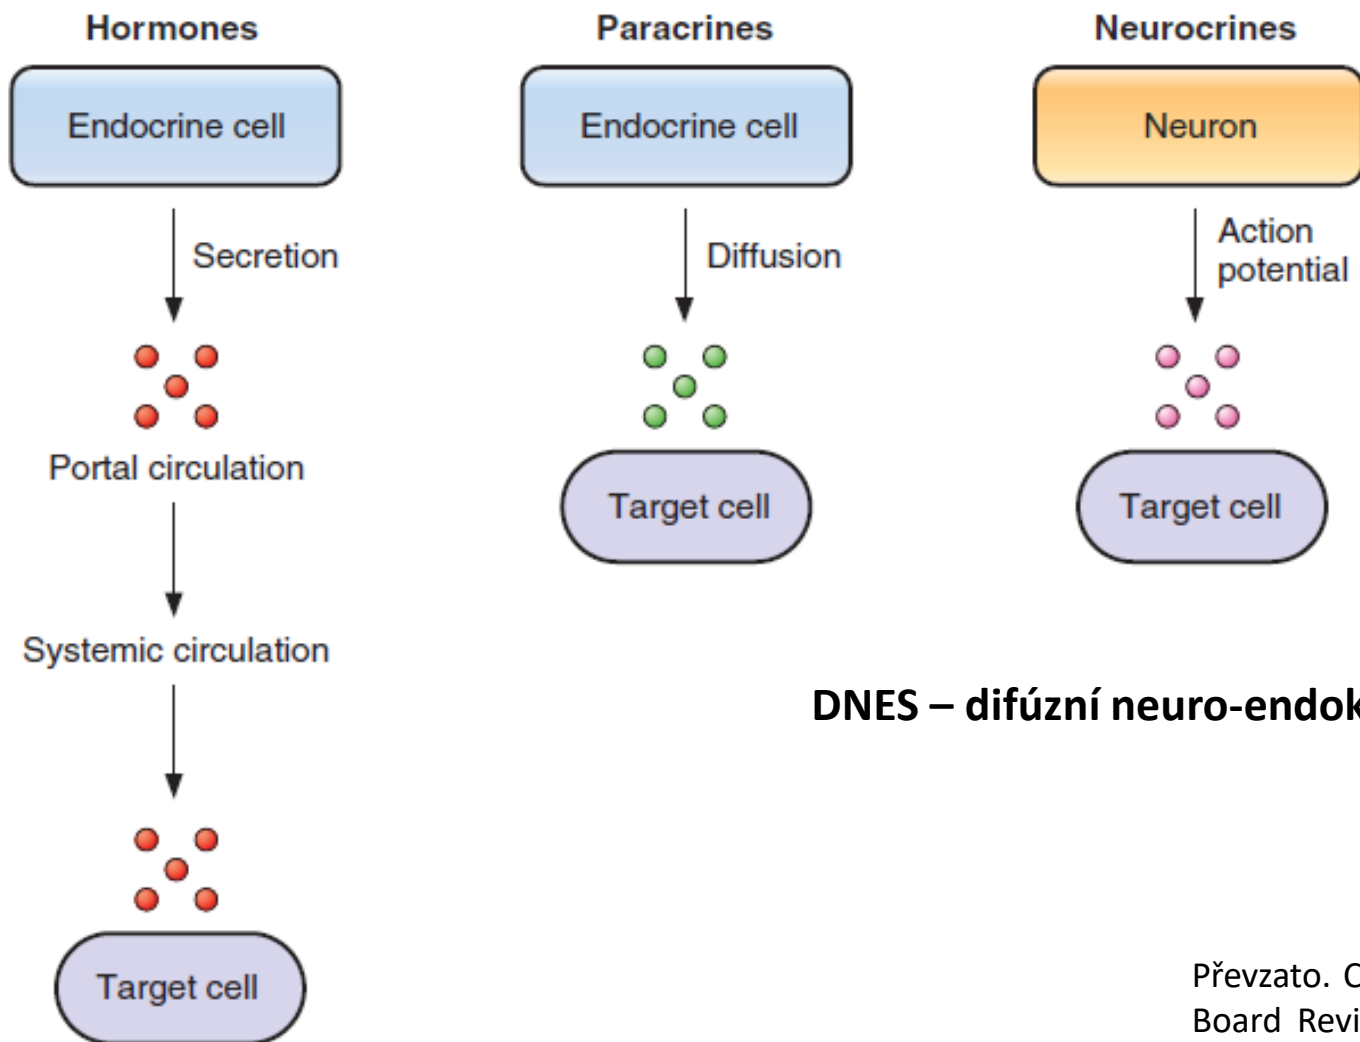 Hormones
Endocrine cell
Secretion
Portal circulation
Systemic circulation
Target cell
Paracrines
Endocrine cell
Diffusion
Target cell
Neurocrines
Neuron
Action
potential
Target cell
DNES – difúzní neuro-endok
Převzato.
Board Revi